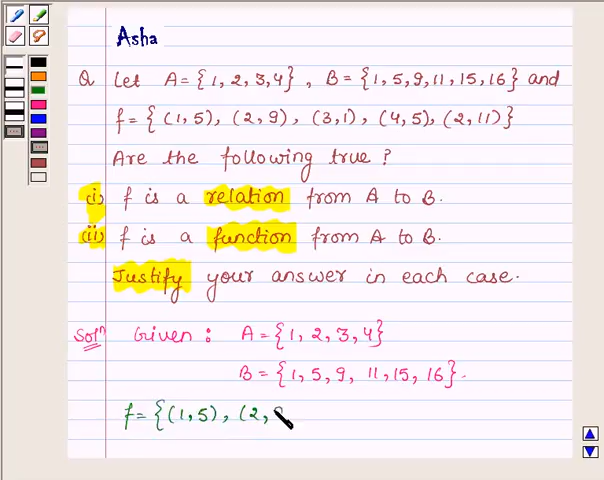 Asha
Q Let A = {1, 2, 3, 4} , B = {1, 5, 9, 11, 15, 16} and
f = { (1, 5), (2, 9), (3, 1), (4, 5), (2, 11)}
Are the following true ?
(i) f is a relation from A to B.
(ii) f is a function from A to B.
Justify your answer in each case.
Solⁿ Given : A = {1, 2, 3, 4}
B = {1, 5, 9, 11, 15, 16}.
f = {(1, 5), (2,